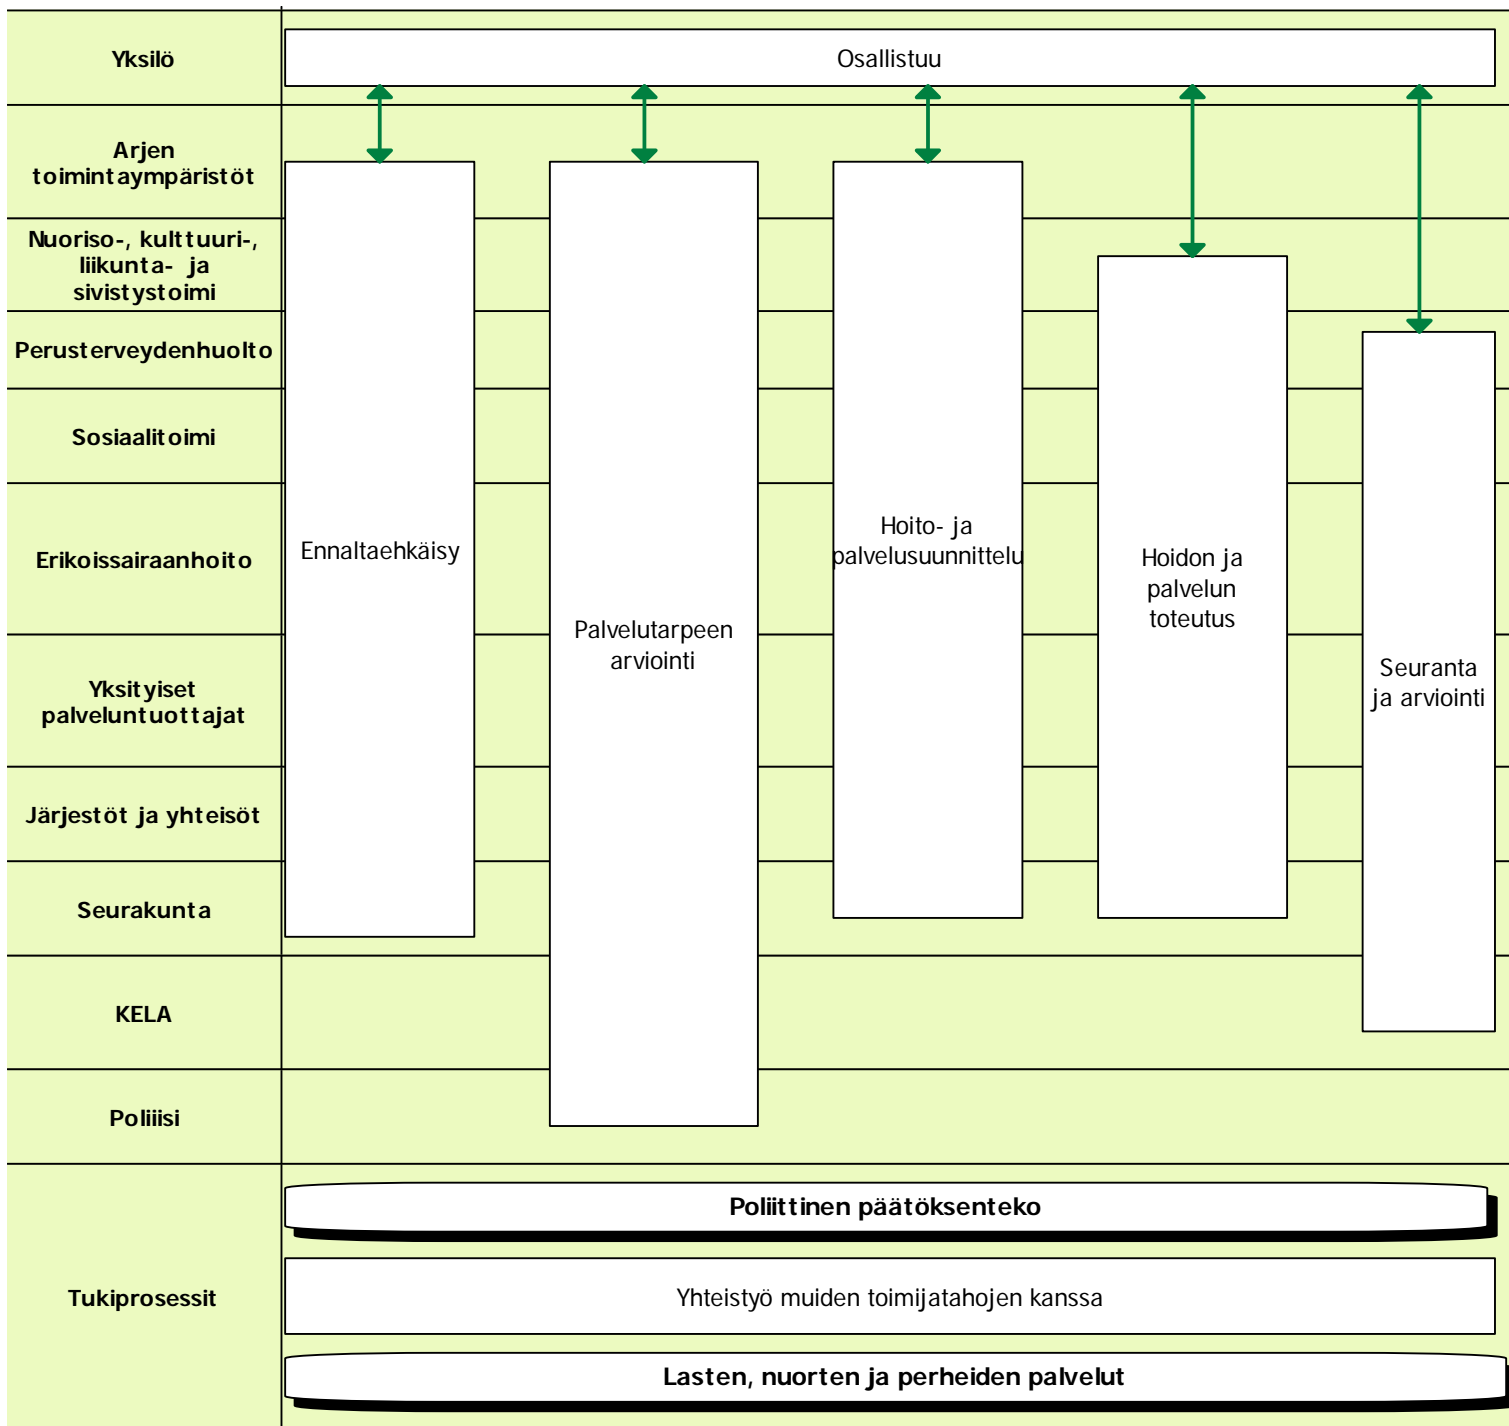 Yksilö
Osallistuu
Arjen
toimintaympäristöt
Nuoriso-, kulttuuri-,
liikunta- ja
sivistystoimi
Perusterveydenhuolto
Sosiaalitoimi
Erikoissairaanhoito
Yksityiset
palveluntuottajat
Järjestöt ja yhteisöt
Seurakunta
KELA
Poliiisi
Ennaltaehkäisy
Palvelutarpeen
arviointi
Hoito- ja
palvelusuunnittelu
Hoidon ja
palvelun
toteutus
Seuranta
ja arviointi
Tukiprosessit
Poliittinen päätöksenteko
Yhteistyö muiden toimijatahojen kanssa
Lasten, nuorten ja perheiden palvelut